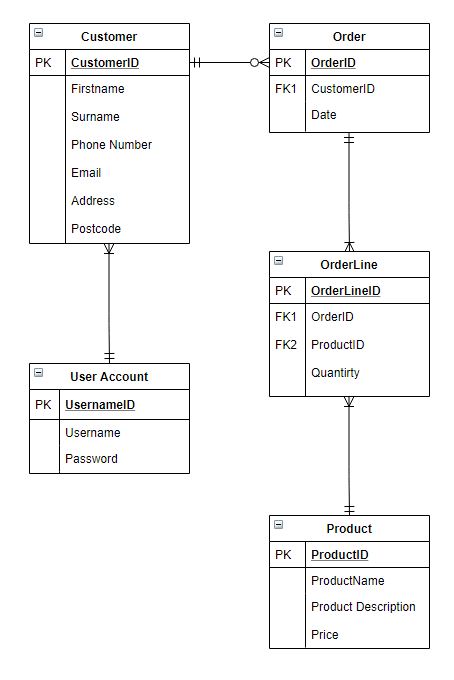 Customer
PK CustomerID
Firstname
Surname
Phone Number
Email
Address
Postcode
Order
PK OrderID
FK1 CustomerID
Date
OrderLine
PK OrderLineID
FK1 OrderID
FK2 ProductID
Quantirty
User Account
PK UsernameID
Username
Password
Product
PK ProductID
ProductName
Product Description
Price